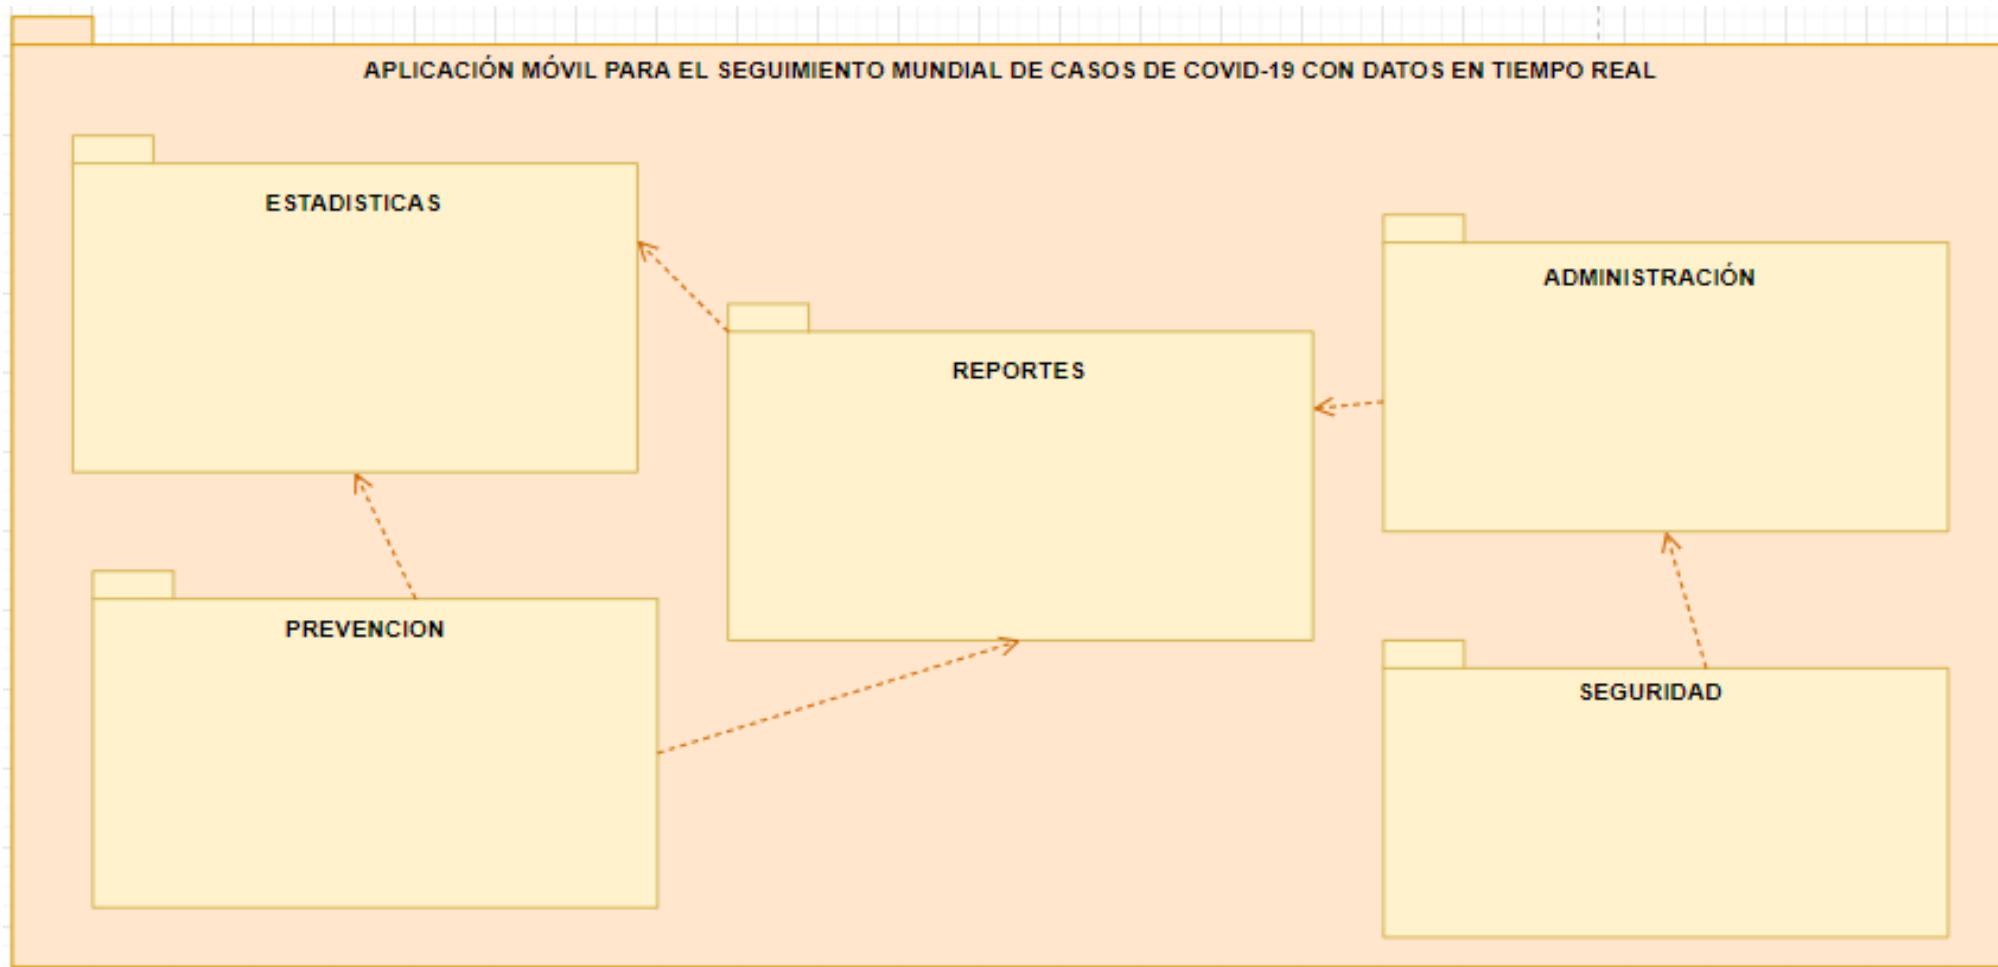 APLICACIÓN MÓVIL PARA EL SEGUIMIENTO MUNDIAL DE CASOS DE COVID-19 CON DATOS EN TIEMPO REAL
ESTADISTICAS
ADMINISTRACIÓN
REPORTES
PREVENCION
SEGURIDAD